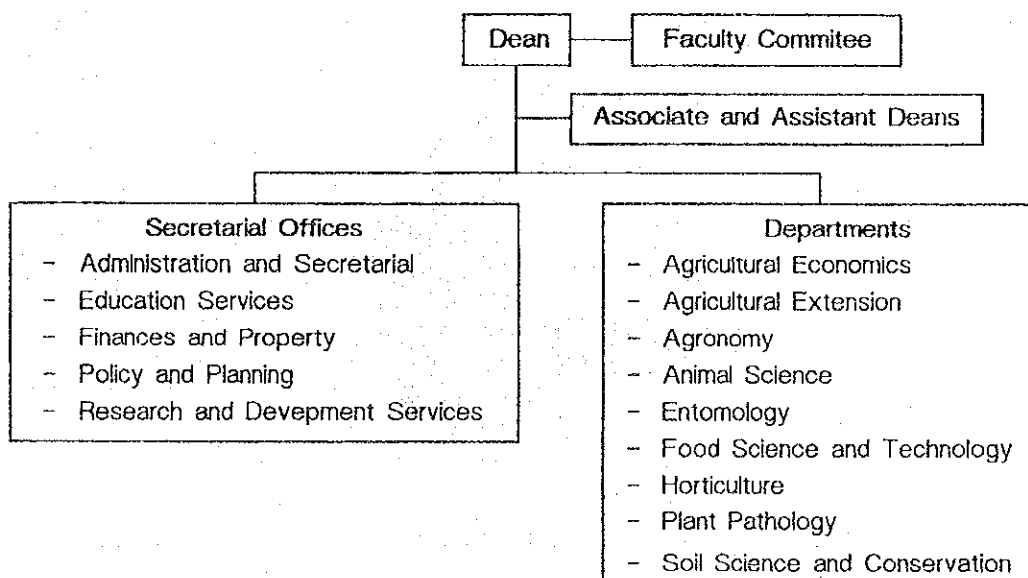 Dean
Faculty Commitee
Associate and Assistant Deans
Secretarial Offices
- Administration and Secretarial
- Education Services
- Finances and Property
- Policy and Planning
- Research and Devepment Services
Departments
- Agricultural Economics
- Agricultural Extension
- Agronomy
- Animal Science
- Entomology
- Food Science and Technology
- Horticulture
- Plant Pathology
- Soil Science and Conservation